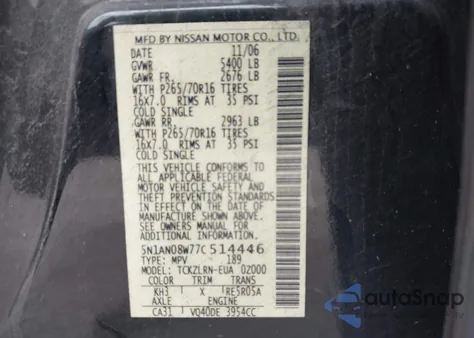 MFD BY NISSAN MOTOR CO., LTD.
DATE 11/06
GVWR 5400 LB
GAWR FR. 2676 LB
WITH P265/70R16 TIRES
16X7.0 RIMS AT 35 PSI
COLD SINGLE
GAWR RR. 2963 LB
WITH P265/70R16 TIRES
16X7.0 RIMS AT 35 PSI
COLD SINGLE
THIS VEHICLE CONFORMS TO
ALL APPLICABLE FEDERAL
MOTOR VEHICLE SAFETY AND
THEFT PREVENTION STANDARDS
IN EFFECT ON THE DATE OF
MANUFACTURE SHOWN ABOVE.
SEE OWNERS MANUAL FOR
ADDITIONAL INFORMATION
5N1AN08W77C514446
TYPE: MPV 189
MODEL: TCKZLRN-EUA 02000
COLOR TRIM TRANS
KH3 X RE5R05A
AXLE ENGINE
CA31 VQ40DE 3954CC
autoSnap